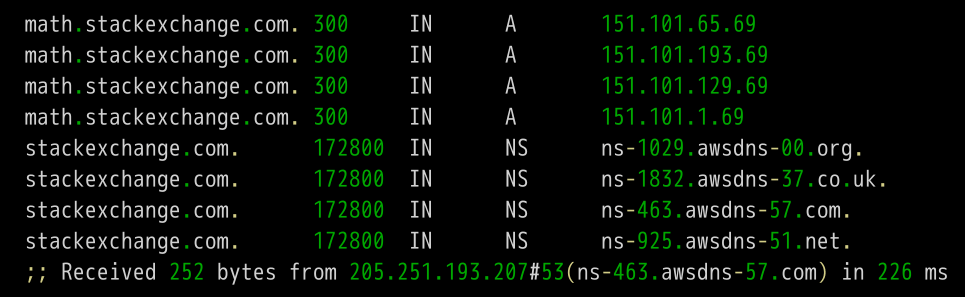 math.stackexchange.com. 300 IN A 151.101.65.69
math.stackexchange.com. 300 IN A 151.101.193.69
math.stackexchange.com. 300 IN A 151.101.129.69
math.stackexchange.com. 300 IN A 151.101.1.69
stackexchange.com. 172800 IN NS ns-1029.awsdns-00.org.
stackexchange.com. 172800 IN NS ns-1832.awsdns-37.co.uk.
stackexchange.com. 172800 IN NS ns-463.awsdns-57.com.
stackexchange.com. 172800 IN NS ns-925.awsdns-51.net.
;; Received 252 bytes from 205.251.193.207#53(ns-463.awsdns-57.com) in 226 ms